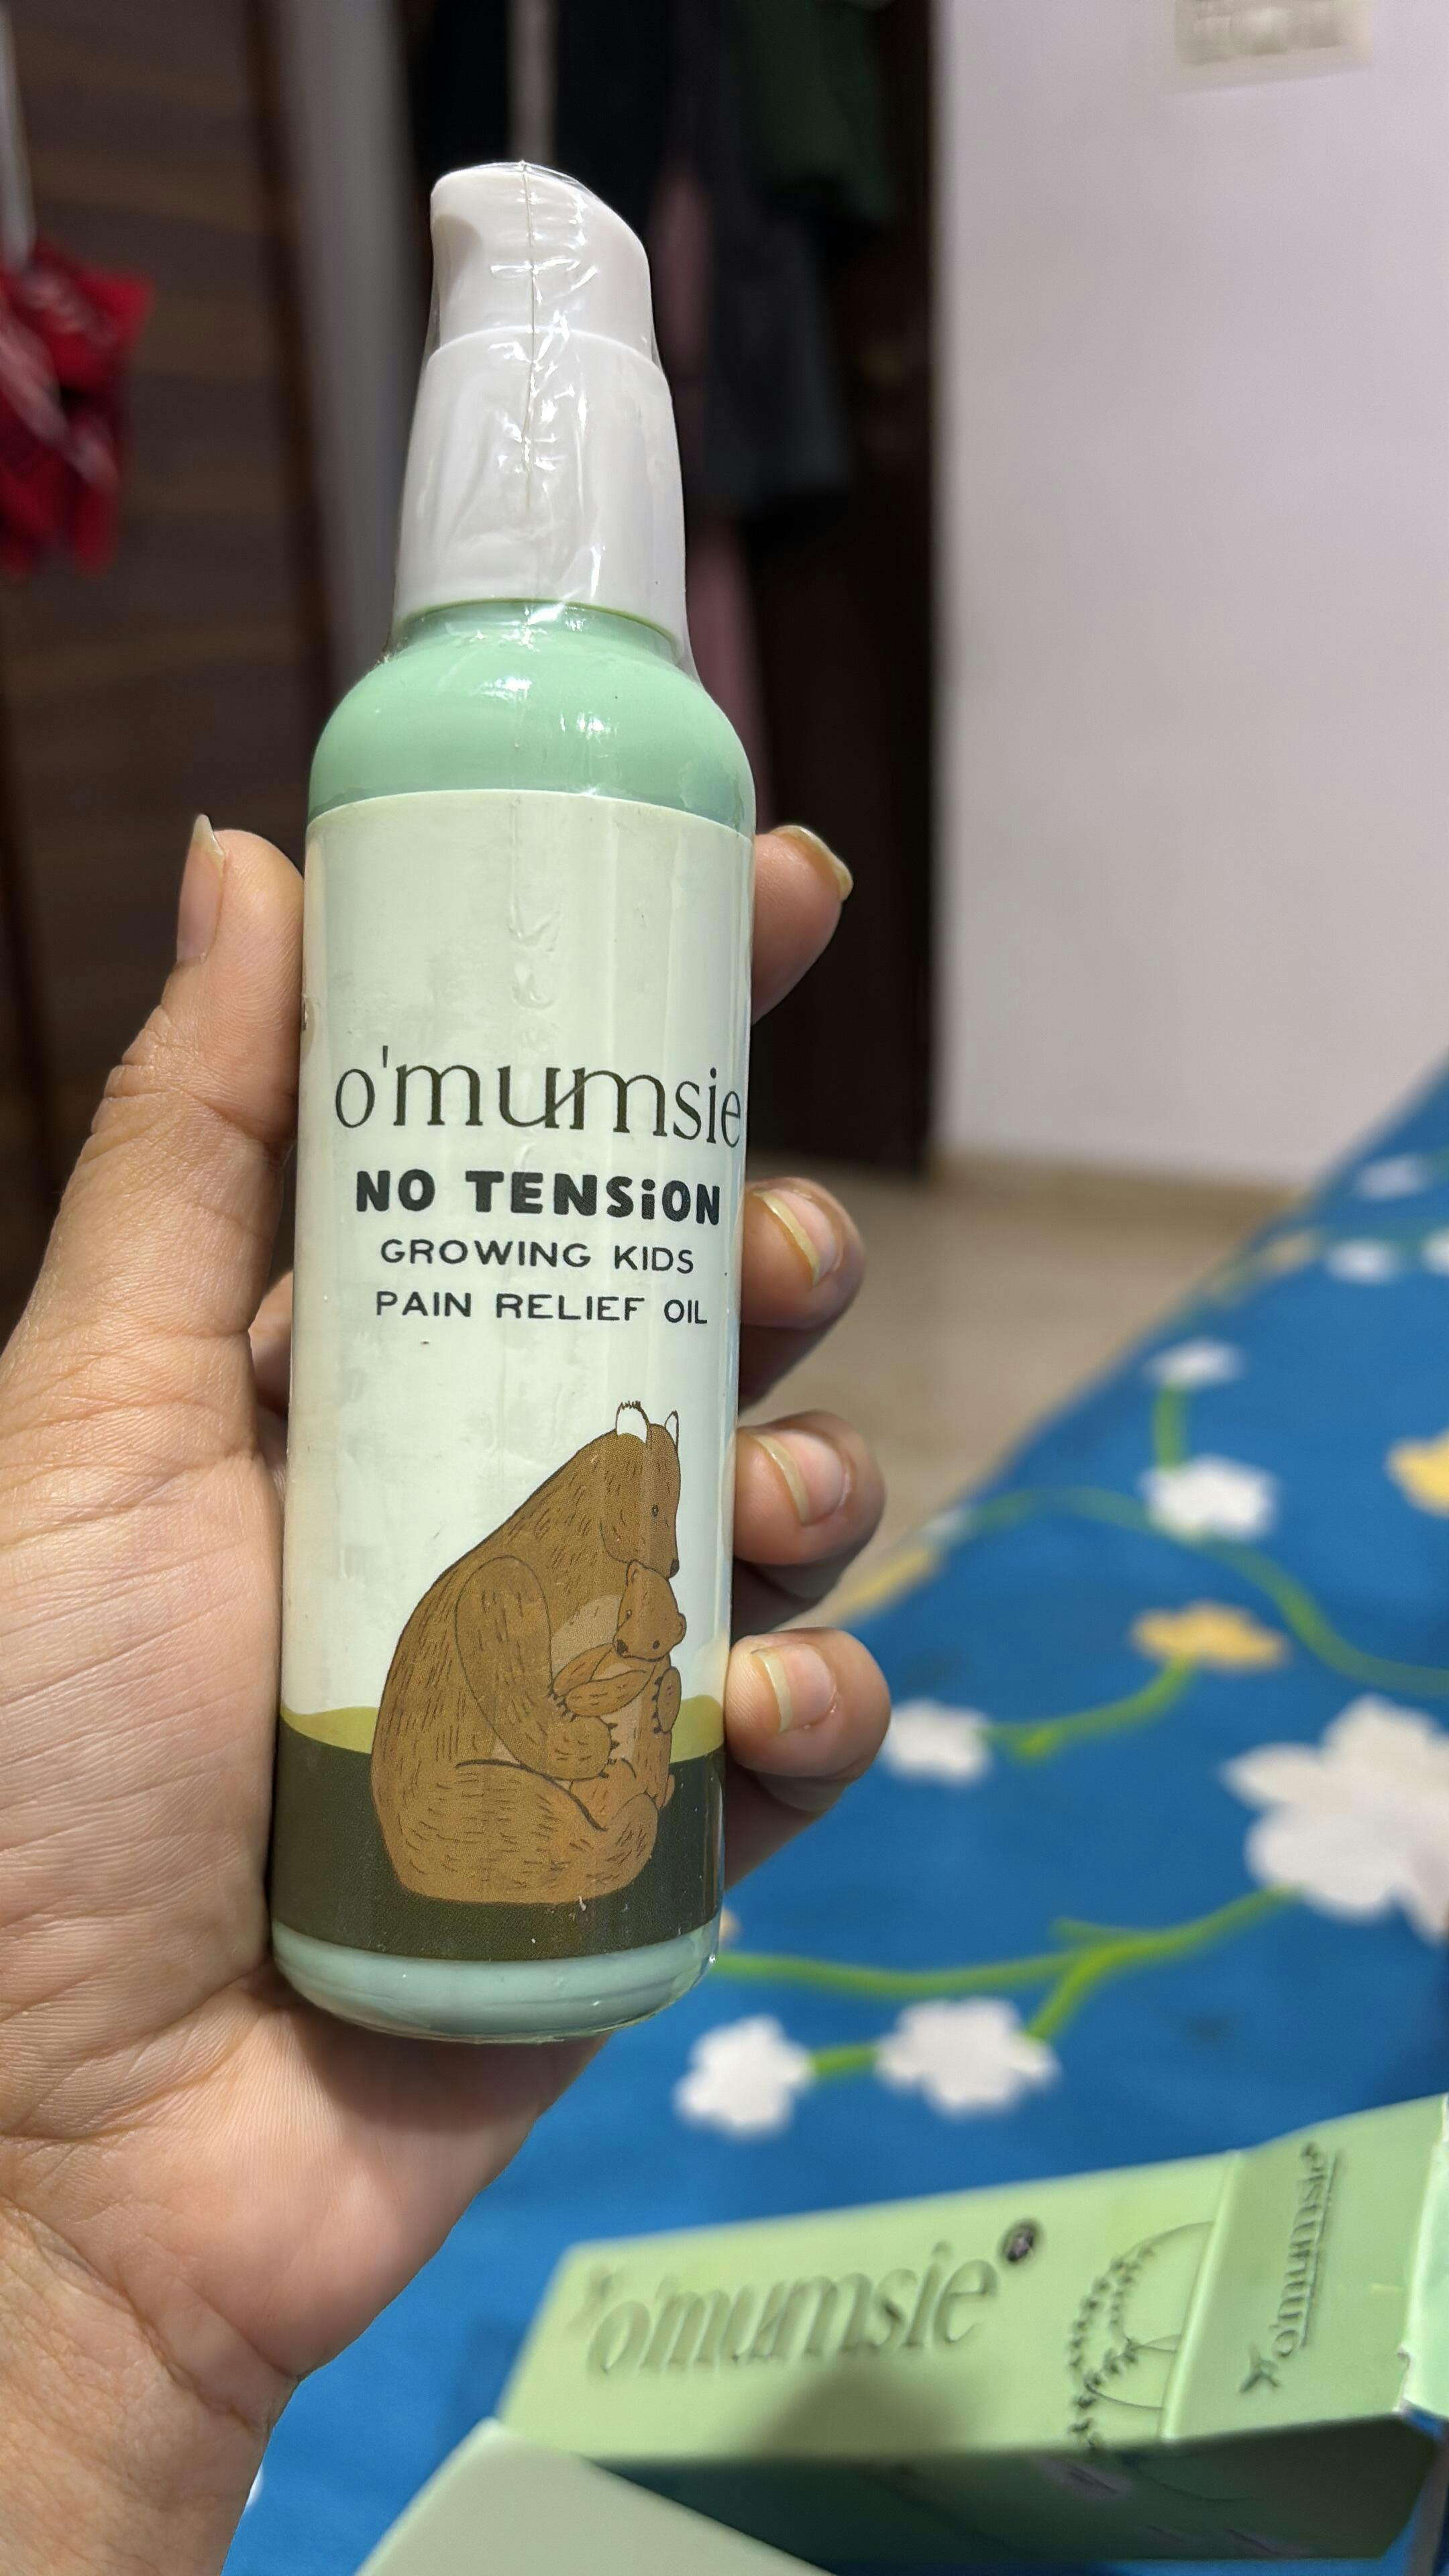 o'mumsie
NO TENSiON
GROWING KIDS
PAIN RELIEF OIL
o'mumsie
o'mumsie